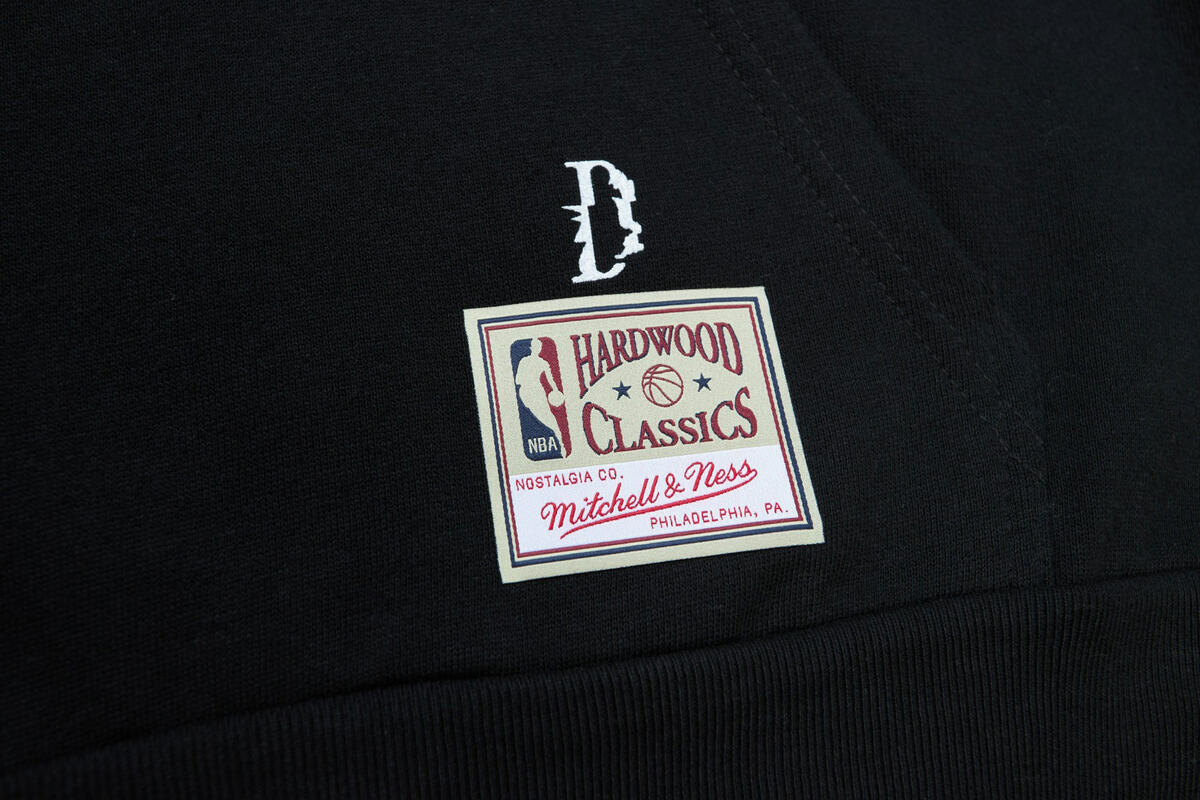 D
HARDWOOD
CLASSICS
NBA
NOSTALGIA CO.
Mitchell & Ness
PHILADELPHIA, PA.